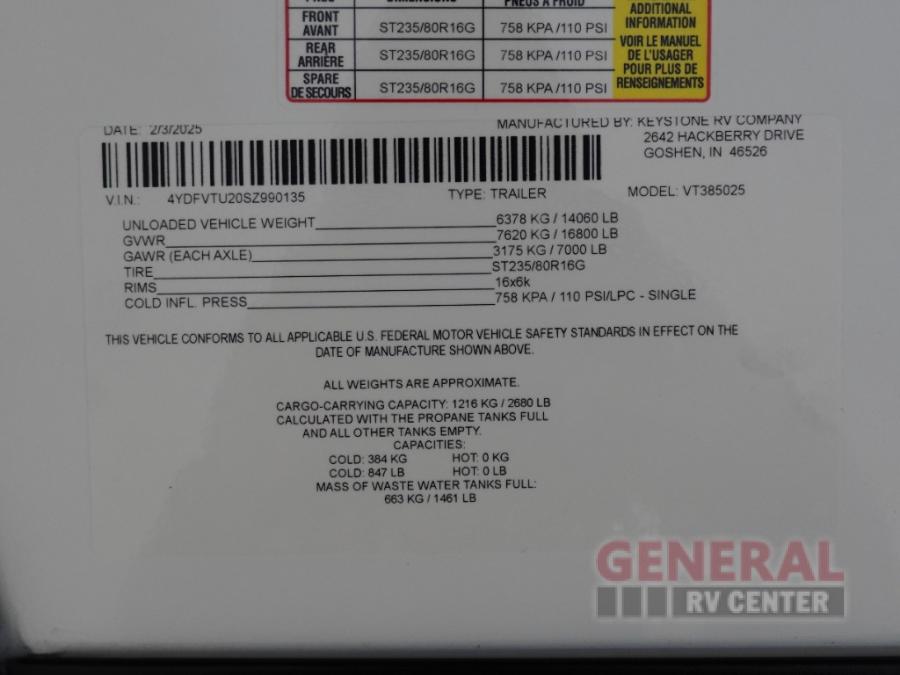 DIMENSIONS PNEUS À FROID
ADDITIONAL
INFORMATION
VOIR LE MANUEL
DE L'USAGER
POUR PLUS DE
RENSEIGNEMENTS
FRONT
AVANT ST235/80R16G 758 KPA /110 PSI
REAR
ARRIÈRE ST235/80R16G 758 KPA /110 PSI
SPARE
DE SECOURS ST235/80R16G 758 KPA /110 PSI
DATE: 2/3/2025 MANUFACTURED BY: KEYSTONE RV COMPANY
2642 HACKBERRY DRIVE
GOSHEN, IN 46526
V.I.N.: 4YDFVTU20SZ990135 TYPE: TRAILER MODEL: VT385025
UNLOADED VEHICLE WEIGHT 6378 KG / 14060 LB
GVWR 7620 KG / 16800 LB
GAWR (EACH AXLE) 3175 KG / 7000 LB
TIRE ST235/80R16G
RIMS 16x6k
COLD INFL. PRESS 758 KPA / 110 PSI/LPC - SINGLE
THIS VEHICLE CONFORMS TO ALL APPLICABLE U.S. FEDERAL MOTOR VEHICLE SAFETY STANDARDS IN EFFECT ON THE
DATE OF MANUFACTURE SHOWN ABOVE.
ALL WEIGHTS ARE APPROXIMATE.
CARGO-CARRYING CAPACITY: 1216 KG / 2680 LB
CALCULATED WITH THE PROPANE TANKS FULL
AND ALL OTHER TANKS EMPTY.
CAPACITIES:
COLD: 384 KG HOT: 0 KG
COLD: 847 LB HOT: 0 LB
MASS OF WASTE WATER TANKS FULL:
663 KG / 1461 LB
GENERAL
RV CENTER